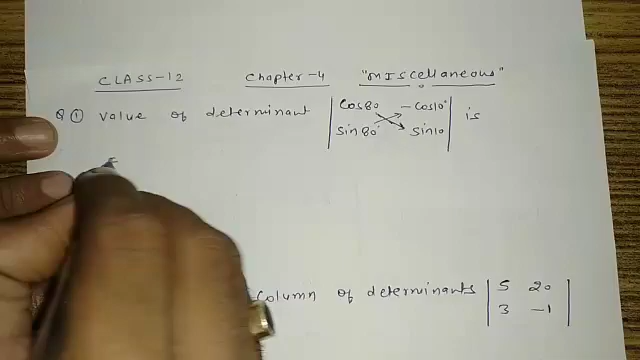 CLASS-12 Chapter-4 "Miscellaneous"
Q ① Value of determinant | cos80 -cos10° | is
| sin80° sin10 |
Column of determinants | 5 20 |
| 3 -1 |